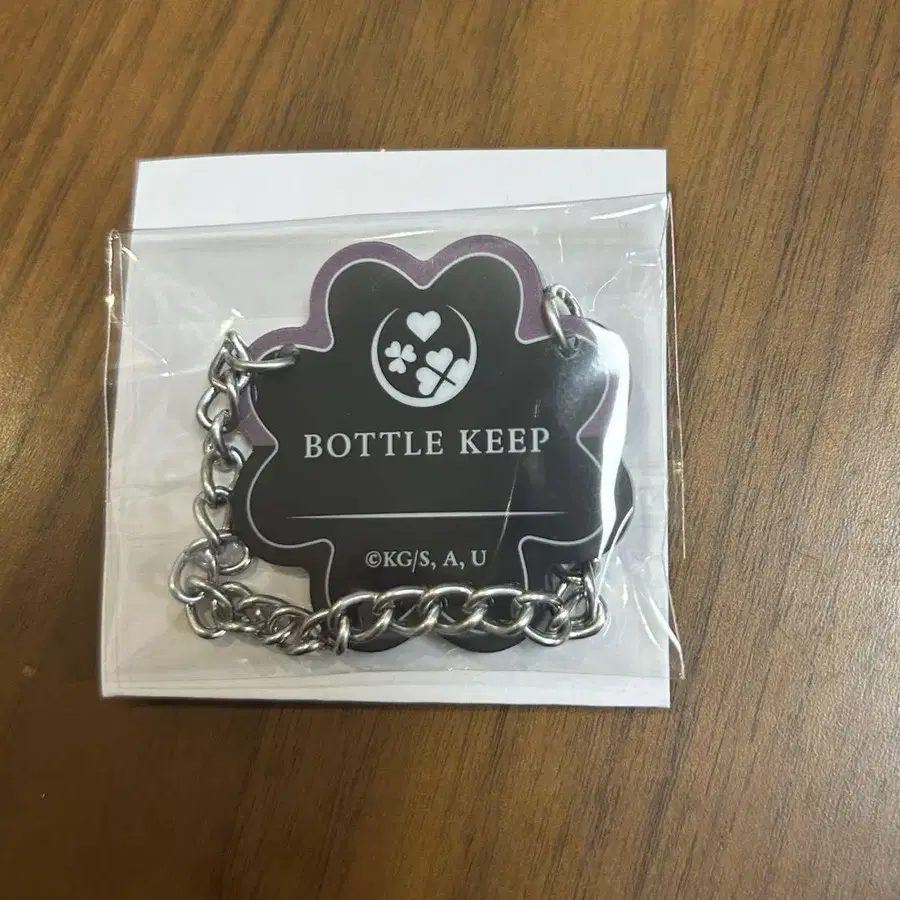 BOTTLE KEEP
©KG/S, A, U